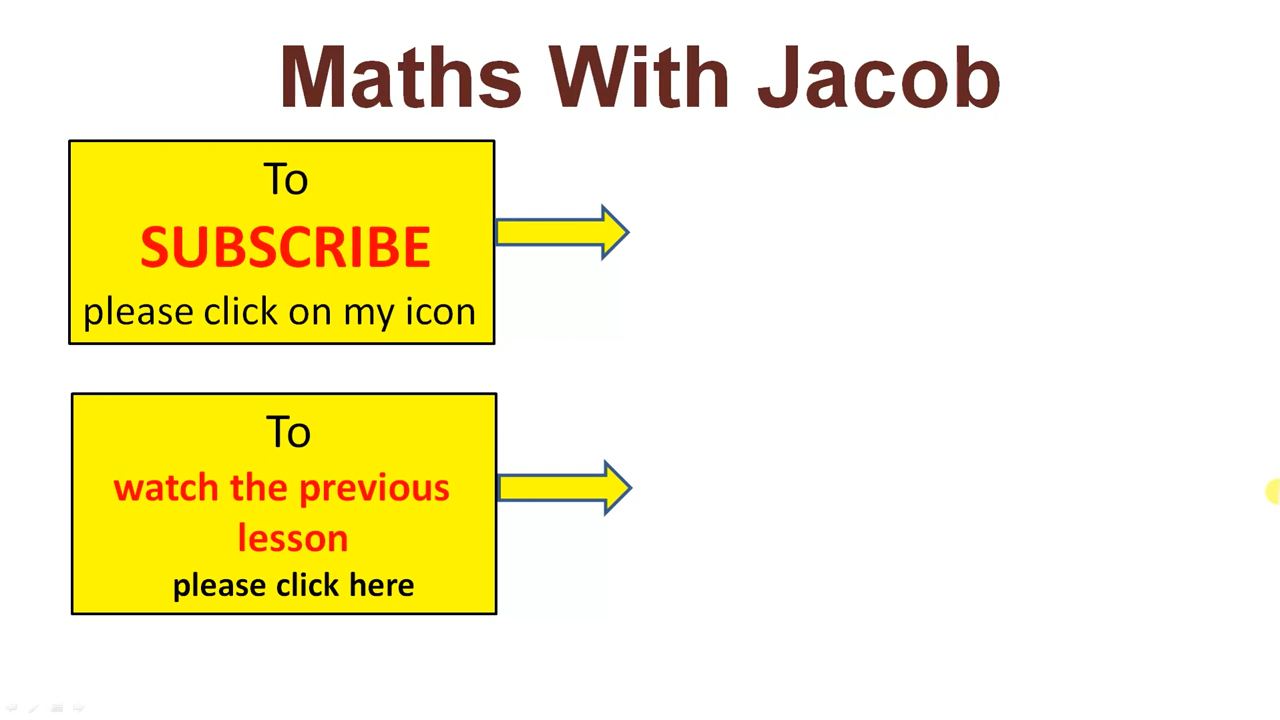 Maths With Jacob
To
SUBSCRIBE
please click on my icon
To
watch the previous
lesson
please click here